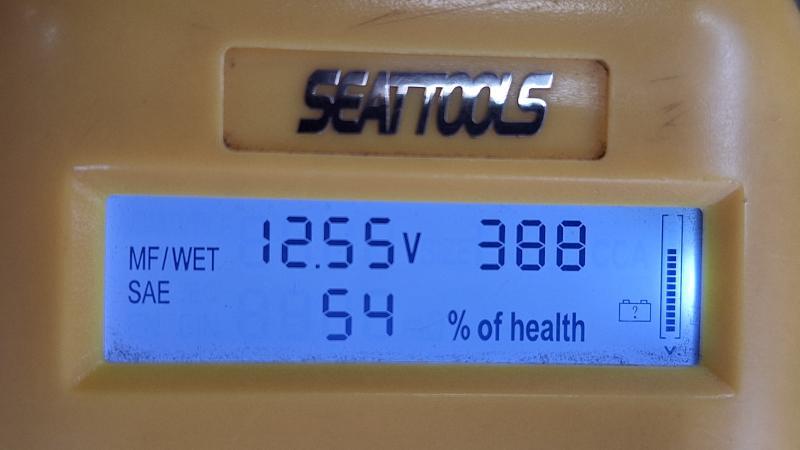 SEATTOOLS
MF/WET 12.55V 388
SAE 54 % of health
?
V